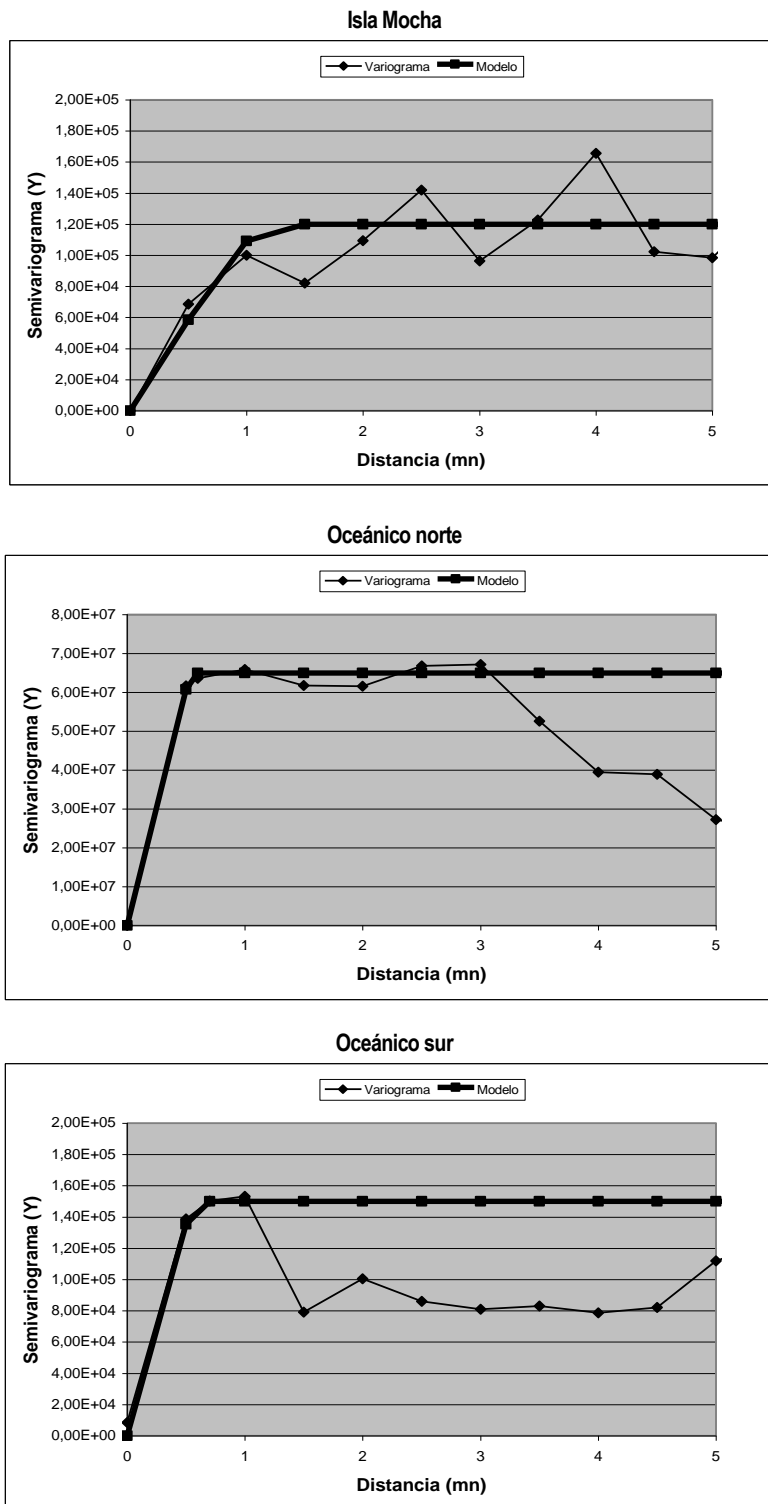 Isla Mocha
Variograma Modelo
2,00E+05
1,80E+05
1,60E+05
1,40E+05
1,20E+05
1,00E+05
8,00E+04
6,00E+04
4,00E+04
2,00E+04
0,00E+00
Semivariograma (Y)
0 1 2 3 4 5
Distancia (mn)
Oceánico norte
Variograma Modelo
8,00E+07
7,00E+07
6,00E+07
5,00E+07
4,00E+07
3,00E+07
2,00E+07
1,00E+07
0,00E+00
Semivariograma (Y)
0 1 2 3 4 5
Distancia (mn)
Oceánico sur
Variograma Modelo
2,00E+05
1,80E+05
1,60E+05
1,40E+05
1,20E+05
1,00E+05
8,00E+04
6,00E+04
4,00E+04
2,00E+04
0,00E+00
Semivariograma (Y)
0 1 2 3 4 5
Distancia (mn)